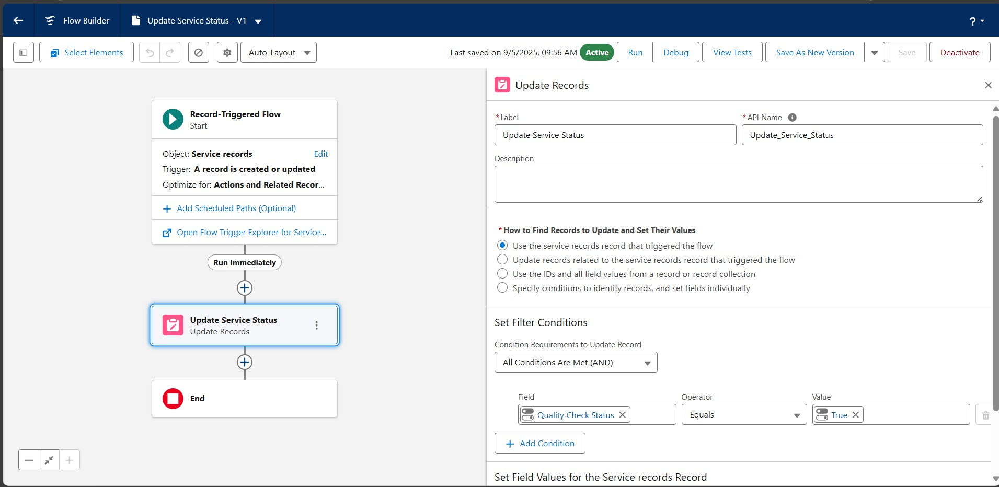 Flow Builder
Update Service Status - V1
?
Select Elements
Auto-Layout
Last saved on 9/5/2025, 09:56 AM
Active
Run
Debug
View Tests
Save As New Version
Save
Deactivate
Record-Triggered Flow
Start
Object: Service records
Edit
Trigger: A record is created or updated
Optimize for: Actions and Related Recor...
Add Scheduled Paths (Optional)
Open Flow Trigger Explorer for Service...
Run Immediately
Update Service Status
Update Records
End
Update Records
* Label
Update Service Status
* API Name
Update_Service_Status
Description
* How to Find Records to Update and Set Their Values
Use the service records record that triggered the flow
Update records related to the service records record that triggered the flow
Use the IDs and all field values from a record or record collection
Specify conditions to identify records, and set fields individually
Set Filter Conditions
Condition Requirements to Update Record
All Conditions Are Met (AND)
Field
Operator
Value
Quality Check Status
Equals
True
Add Condition
Set Field Values for the Service records Record